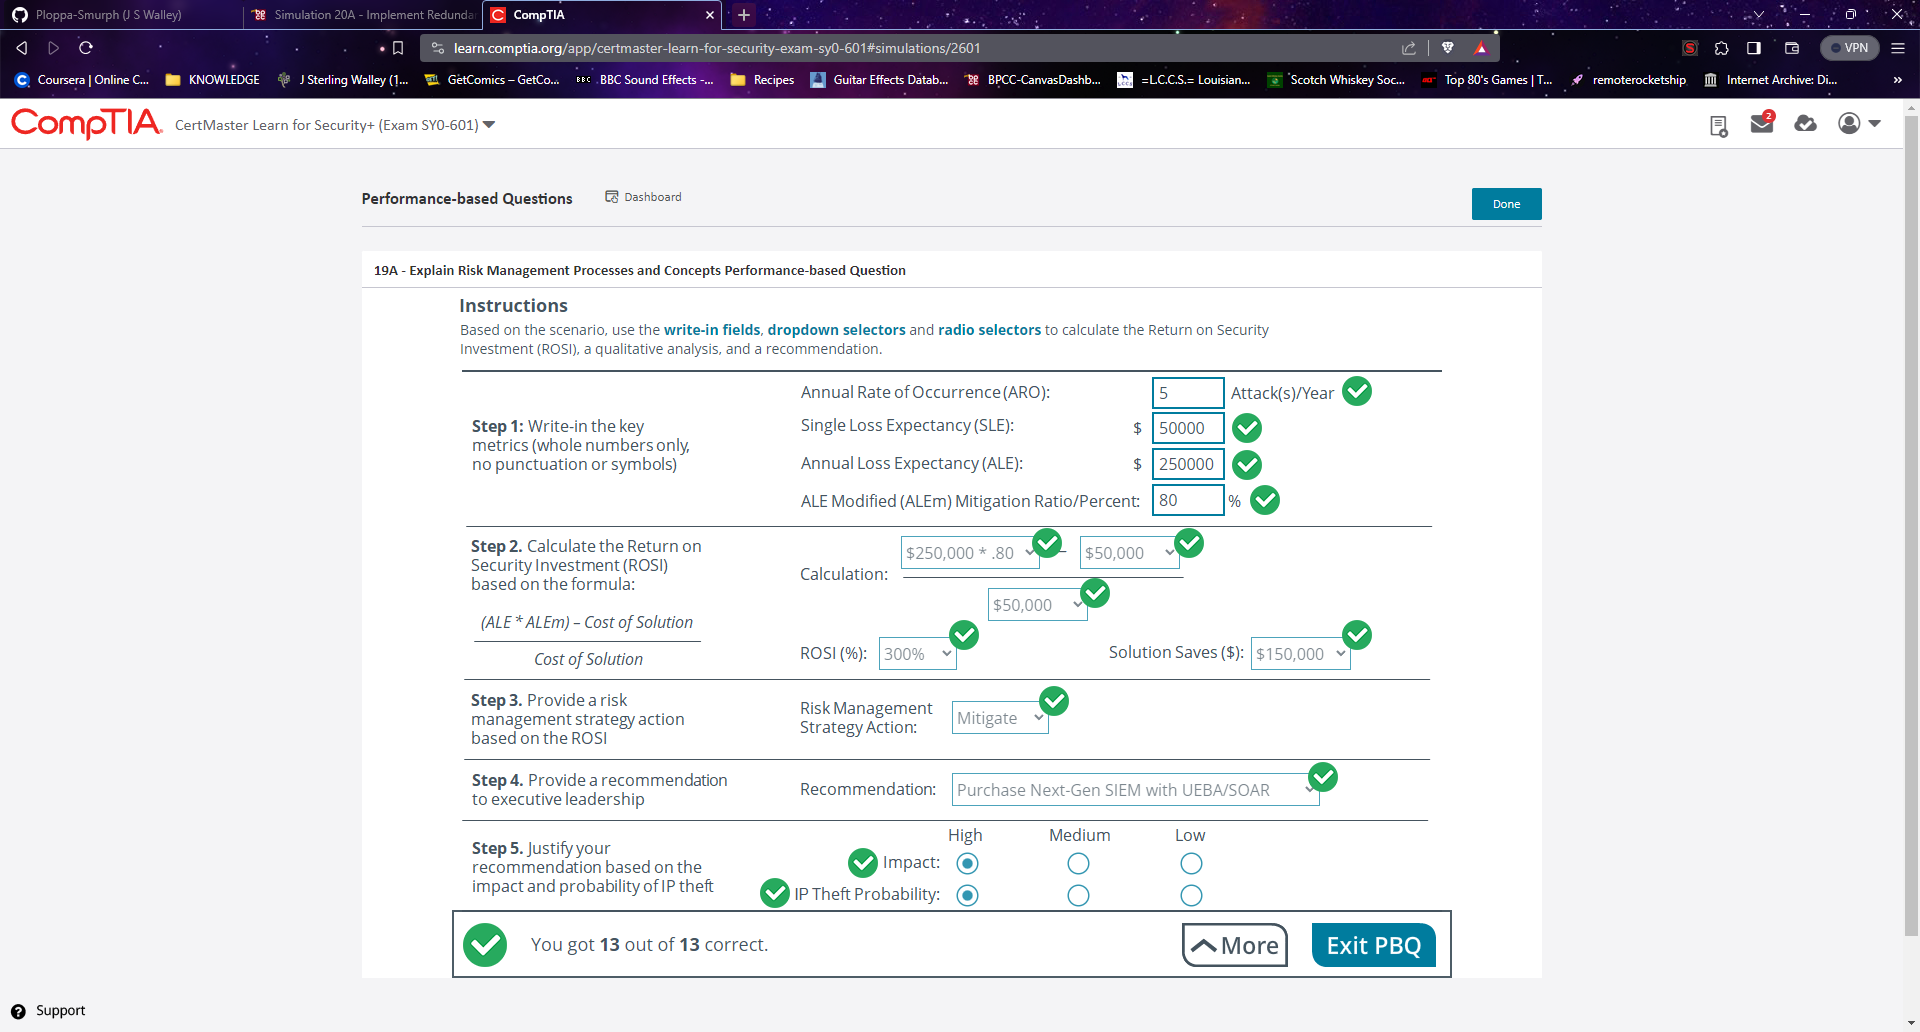 Ploppa-Smurph (J S Walley)
Simulation 20A - Implement Redunda
CompTIA
learn.comptia.org/app/certmaster-learn-for-security-exam-sy0-601#simulations/2601
VPN
Coursera | Online C...
KNOWLEDGE
J Sterling Walley (1...
GetComics – GetCo...
BBC Sound Effects -...
Recipes
Guitar Effects Datab...
BPCC-CanvasDashb...
=L.C.C.S.= Louisian...
Scotch Whiskey Soc...
Top 80's Games | T...
remoterocketship
Internet Archive: Di...
CompTIA.
CertMaster Learn for Security+ (Exam SY0-601)
2
Performance-based Questions
Dashboard
Done
19A - Explain Risk Management Processes and Concepts Performance-based Question
Instructions
Based on the scenario, use the write-in fields, dropdown selectors and radio selectors to calculate the Return on Security
Investment (ROSI), a qualitative analysis, and a recommendation.
Step 1: Write-in the key
metrics (whole numbers only,
no punctuation or symbols)
Annual Rate of Occurrence (ARO): 5 Attack(s)/Year
Single Loss Expectancy (SLE): $ 50000
Annual Loss Expectancy (ALE): $ 250000
ALE Modified (ALEm) Mitigation Ratio/Percent: 80 %
Step 2. Calculate the Return on
Security Investment (ROSI)
based on the formula:
(ALE * ALEm) – Cost of Solution
Cost of Solution
Calculation: $250,000 * .80 – $50,000
$50,000
ROSI (%): 300% Solution Saves ($): $150,000
Step 3. Provide a risk
management strategy action
based on the ROSI
Risk Management
Strategy Action: Mitigate
Step 4. Provide a recommendation
to executive leadership
Recommendation: Purchase Next-Gen SIEM with UEBA/SOAR
Step 5. Justify your
recommendation based on the
impact and probability of IP theft
High Medium Low
Impact:
IP Theft Probability:
You got 13 out of 13 correct.
More
Exit PBQ
Support